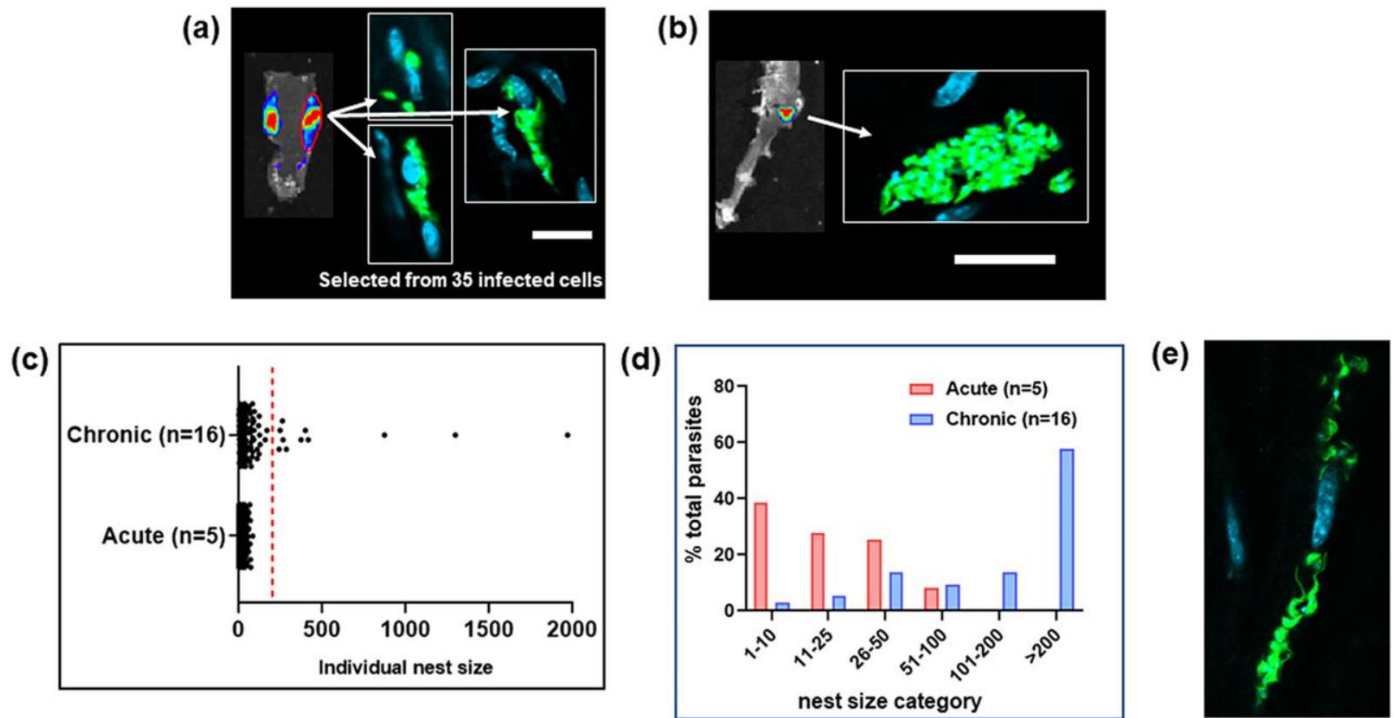 (a)
Selected from 35 infected cells
(b)
(c)
Chronic (n=16)
Acute (n=5)
0 500 1000 1500 2000
Individual nest size
(d)
% total parasites
80
60
40
20
0
Acute (n=5)
Chronic (n=16)
1-10 11-25 26-50 51-100 101-200 >200
nest size category
(e)